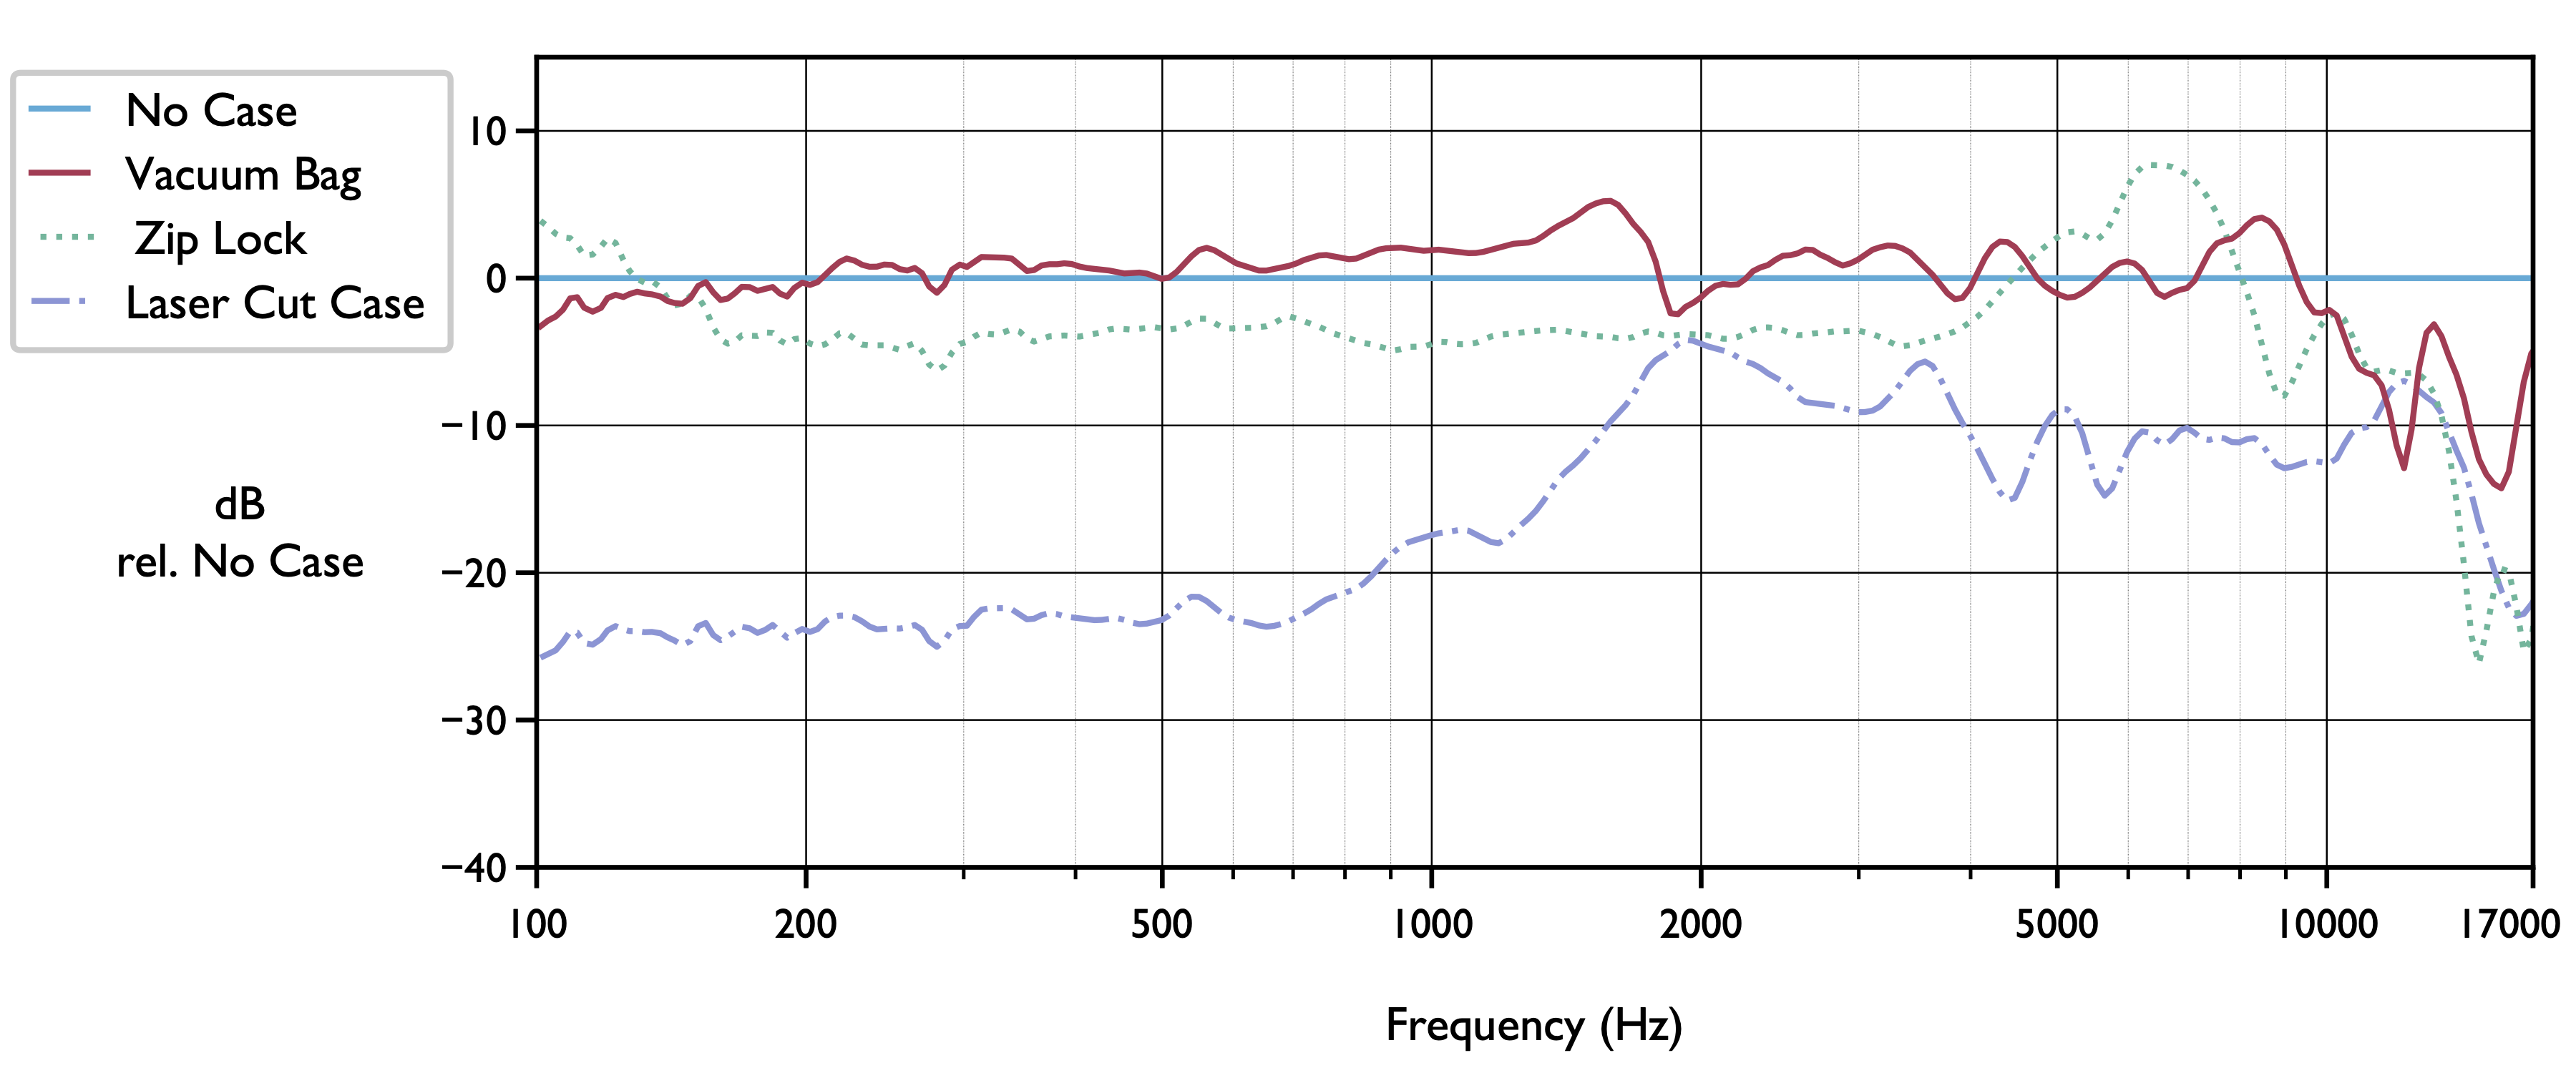 No Case
Vacuum Bag
Zip Lock
Laser Cut Case
dB
rel. No Case
10
0
−10
−20
−30
−40
100 200 500 1000 2000 5000 10000 17000
Frequency (Hz)